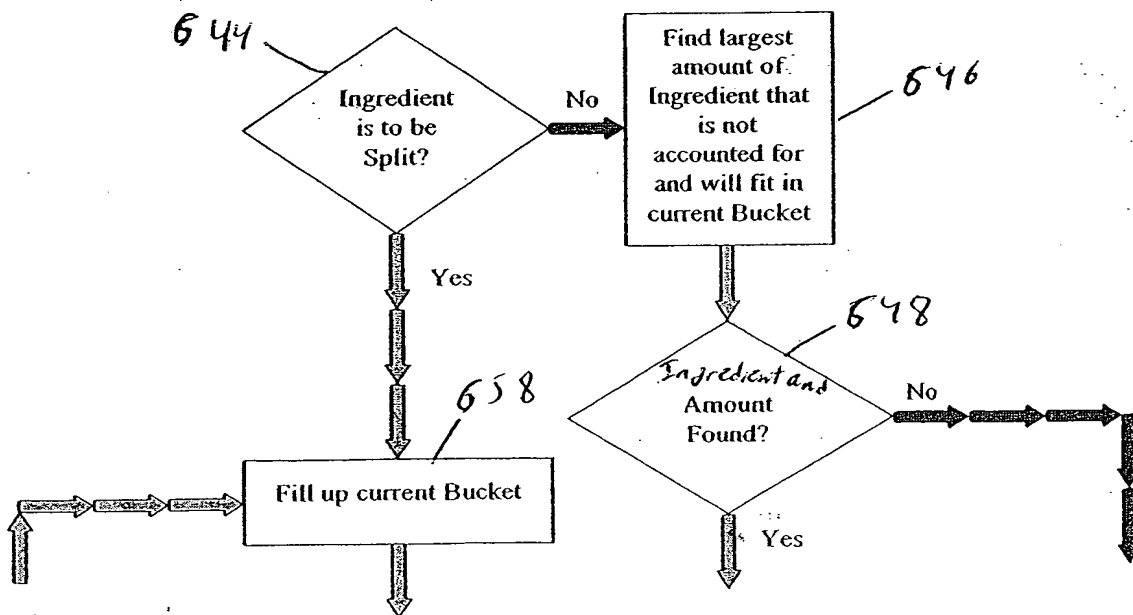 644
Ingredient
is to be
Split?
No
Find largest
amount of
Ingredient that
is not
accounted for
and will fit in
current Bucket
646
Yes
648
Ingredient and
Amount
Found?
No
658
Fill up current Bucket
Yes